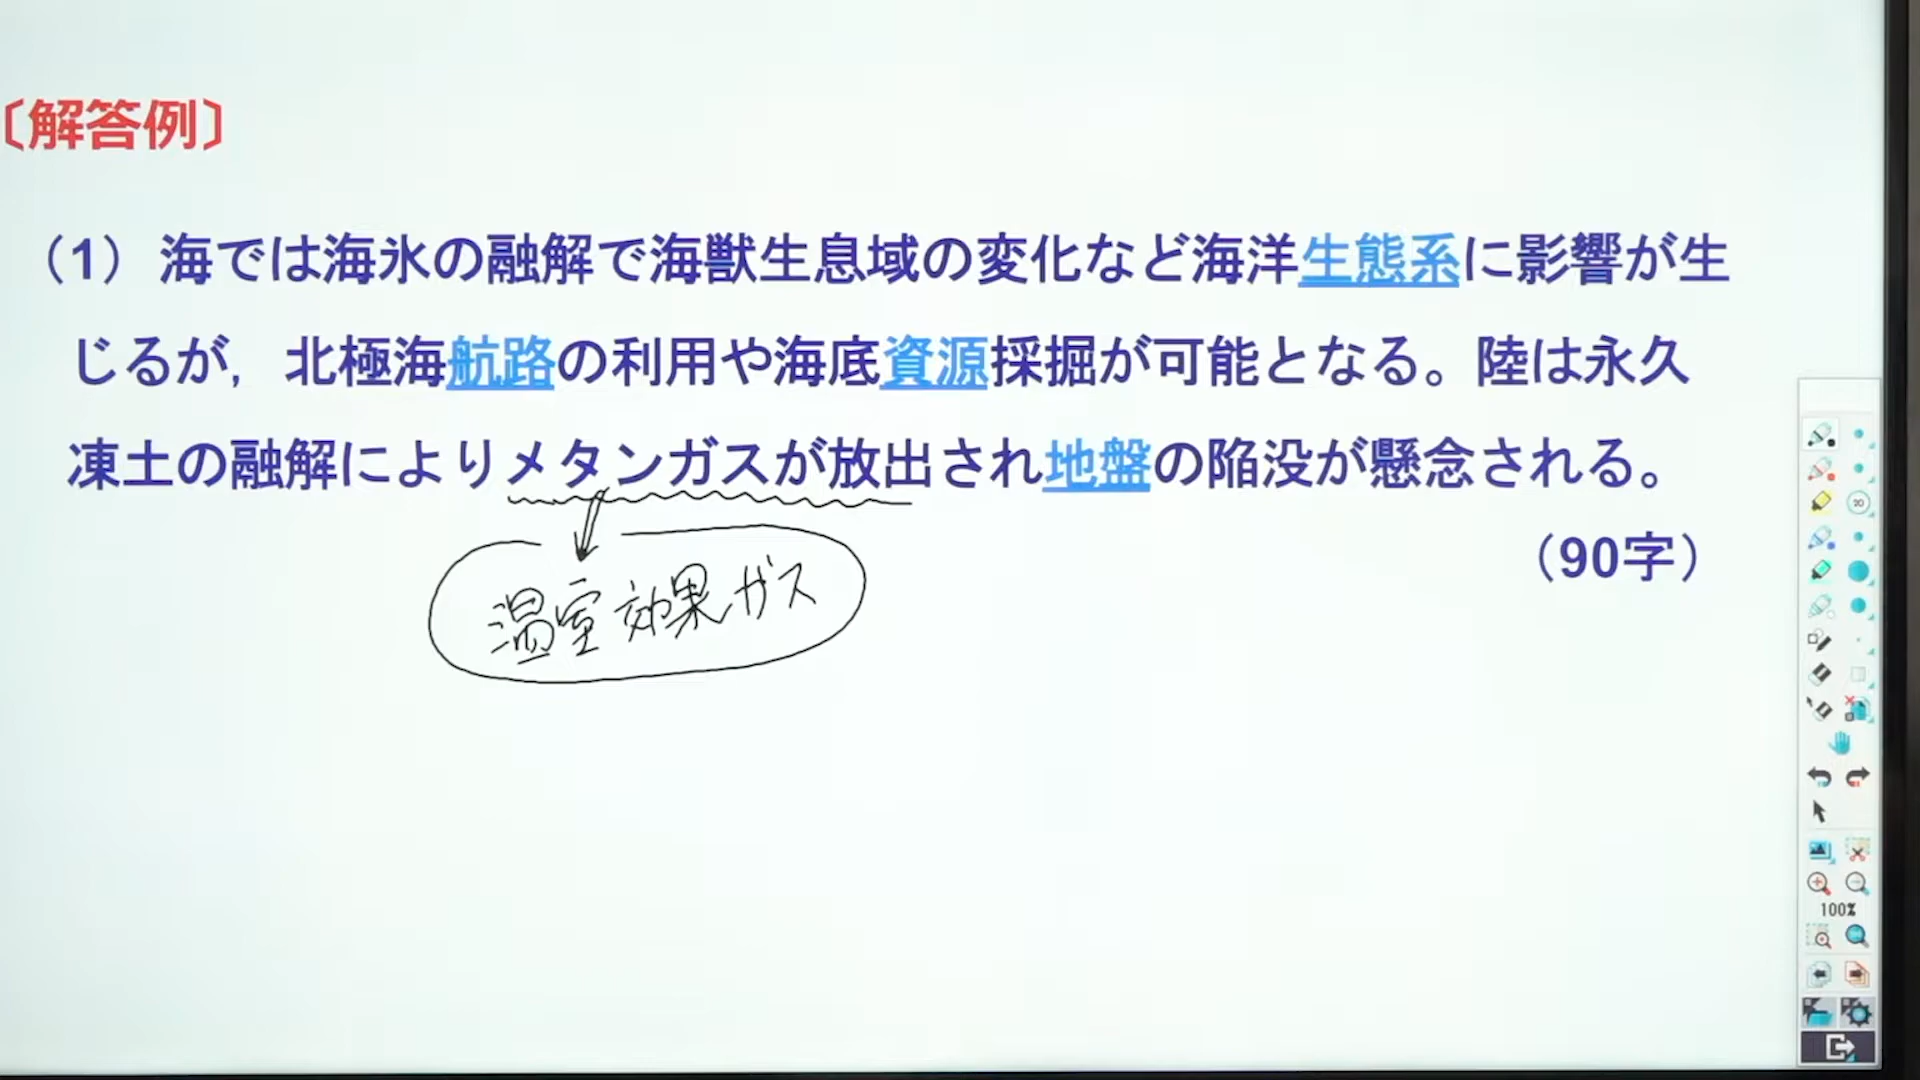 〔解答例〕
（1）海では海氷の融解で海獣生息域の変化など海洋生態系に影響が生
じるが，北極海航路の利用や海底資源採掘が可能となる。陸は永久
凍土の融解によりメタンガスが放出され地盤の陥没が懸念される。
（90字）
温室効果ガス
20
100%